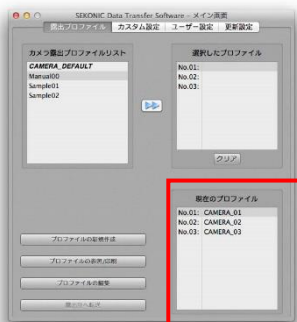 SEKONIC Data Transfer Software - メイン画面
露出プロファイル カスタム設定 ユーザー設定 更新設定
カメラ露出プロファイルリスト
CAMERA_DEFAULT
Manual00
Sample01
Sample02
選択したプロファイル
No.01:
No.02:
No.03:
クリア
現在のプロファイル
No.01: CAMERA_01
No.02: CAMERA_02
No.03: CAMERA_03
プロファイルの新規作成
プロファイルの表示/印刷
プロファイルの編集
露出計へ転送